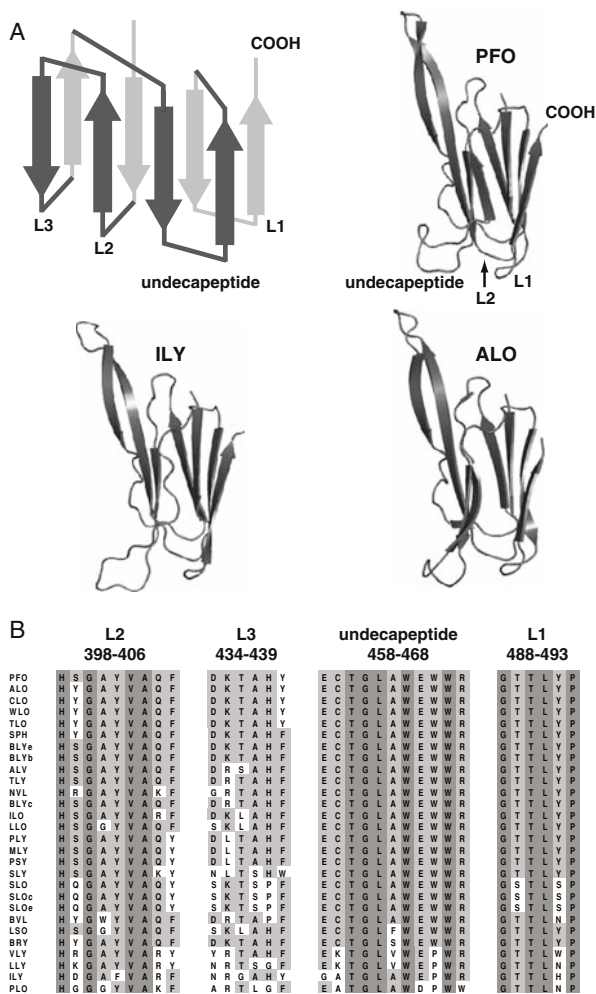 A
COOH
L3
L2
L1
undecapeptide
PFO
COOH
undecapeptide
L2
L1
ILY
ALO
B
L2 L3 undecapeptide L1
398-406 434-439 458-468 488-493
PFO H S G A Y V A Q F D K T A H Y E C T G L A W E W W R G T T L Y P
ALO H Y G A Y V A Q F D K T A H Y E C T G L A W E W W R G T T L Y P
CLO H Y G A Y V A Q F D K T A H Y E C T G L A W E W W R G T T L Y P
WLO H Y G A Y V A Q F D K T A H Y E C T G L A W E W W R G T T L Y P
TLO H Y G A Y V A Q F D K T A H Y E C T G L A W E W W R G T T L Y P
SPH H Y G A Y V A Q F D K T A H F E C T G L A W E W W R G T T L Y P
BLYe H S G A Y V A Q F D K T A H F E C T G L A W E W W R G T T L Y P
BLYb H S G A Y V A Q F D K T A H F E C T G L A W E W W R G T T L Y P
ALV H S G A Y V A Q F D R S A H F E C T G L A W E W W R G T T L Y P
TLY H S G A Y V A Q F D R T A H F E C T G L A W E W W R G T T L Y P
NVL H R G A Y V A K F G R T A H F E C T G L A W E W W R G T T L Y P
BLYc H S G A Y V A Q F D R T A H F E C T G L A W E W W R G T T L Y P
ILO H S G A Y V A R F D K L A H F E C T G L A W E W W R G T T L Y P
LLO H S G G Y V A Q F S K L A H F E C T G L A W E W W R G T T L Y P
PLY H S G A Y V A Q Y D L T A H F E C T G L A W E W W R G T T L Y P
MLY H S G A Y V A Q Y D L T A H F E C T G L A W E W W R G T T L Y P
PSY H S G A Y V A Q Y D L T A H F E C T G L A W E W W R G T T L Y P
SLY H S G A Y V A K Y N L T S H W E C T G L A W E W W R G T T L Y P
SLO H Q G A Y V A Q Y S K T S P F E C T G L A W E W W R G S T L S P
SLOc H Q G A Y V A Q Y S K T S P F E C T G L A W E W W R G S T L S P
SLOe H Q G A Y V A Q Y S K T S P F E C T G L A W E W W R G S T L S P
BVL H Y G W Y V A Q F D R T A P F E C T G L A W E W W R G T T L N P
LSO H S G G Y V A Q F S K L A H F E C T G L F W E W W R G T T L Y P
BRY H Y G A Y V A Q F D K T A H F E C T G L S W E W W R G T T L Y P
VLY H R G A Y V A R Y Y R T A H F E K T G L V W E P W R G T T L W P
LLY H K G A Y V A R Y N R T S G F E K T G L V W E P W R G T T L Y P
ILY H D G A F V A R F N R G A H Y G A T G L A W E P W R G T T L H P
PLO H G G G Y V A K F A R T L G F E A T G L A W D P W W G T T L N P